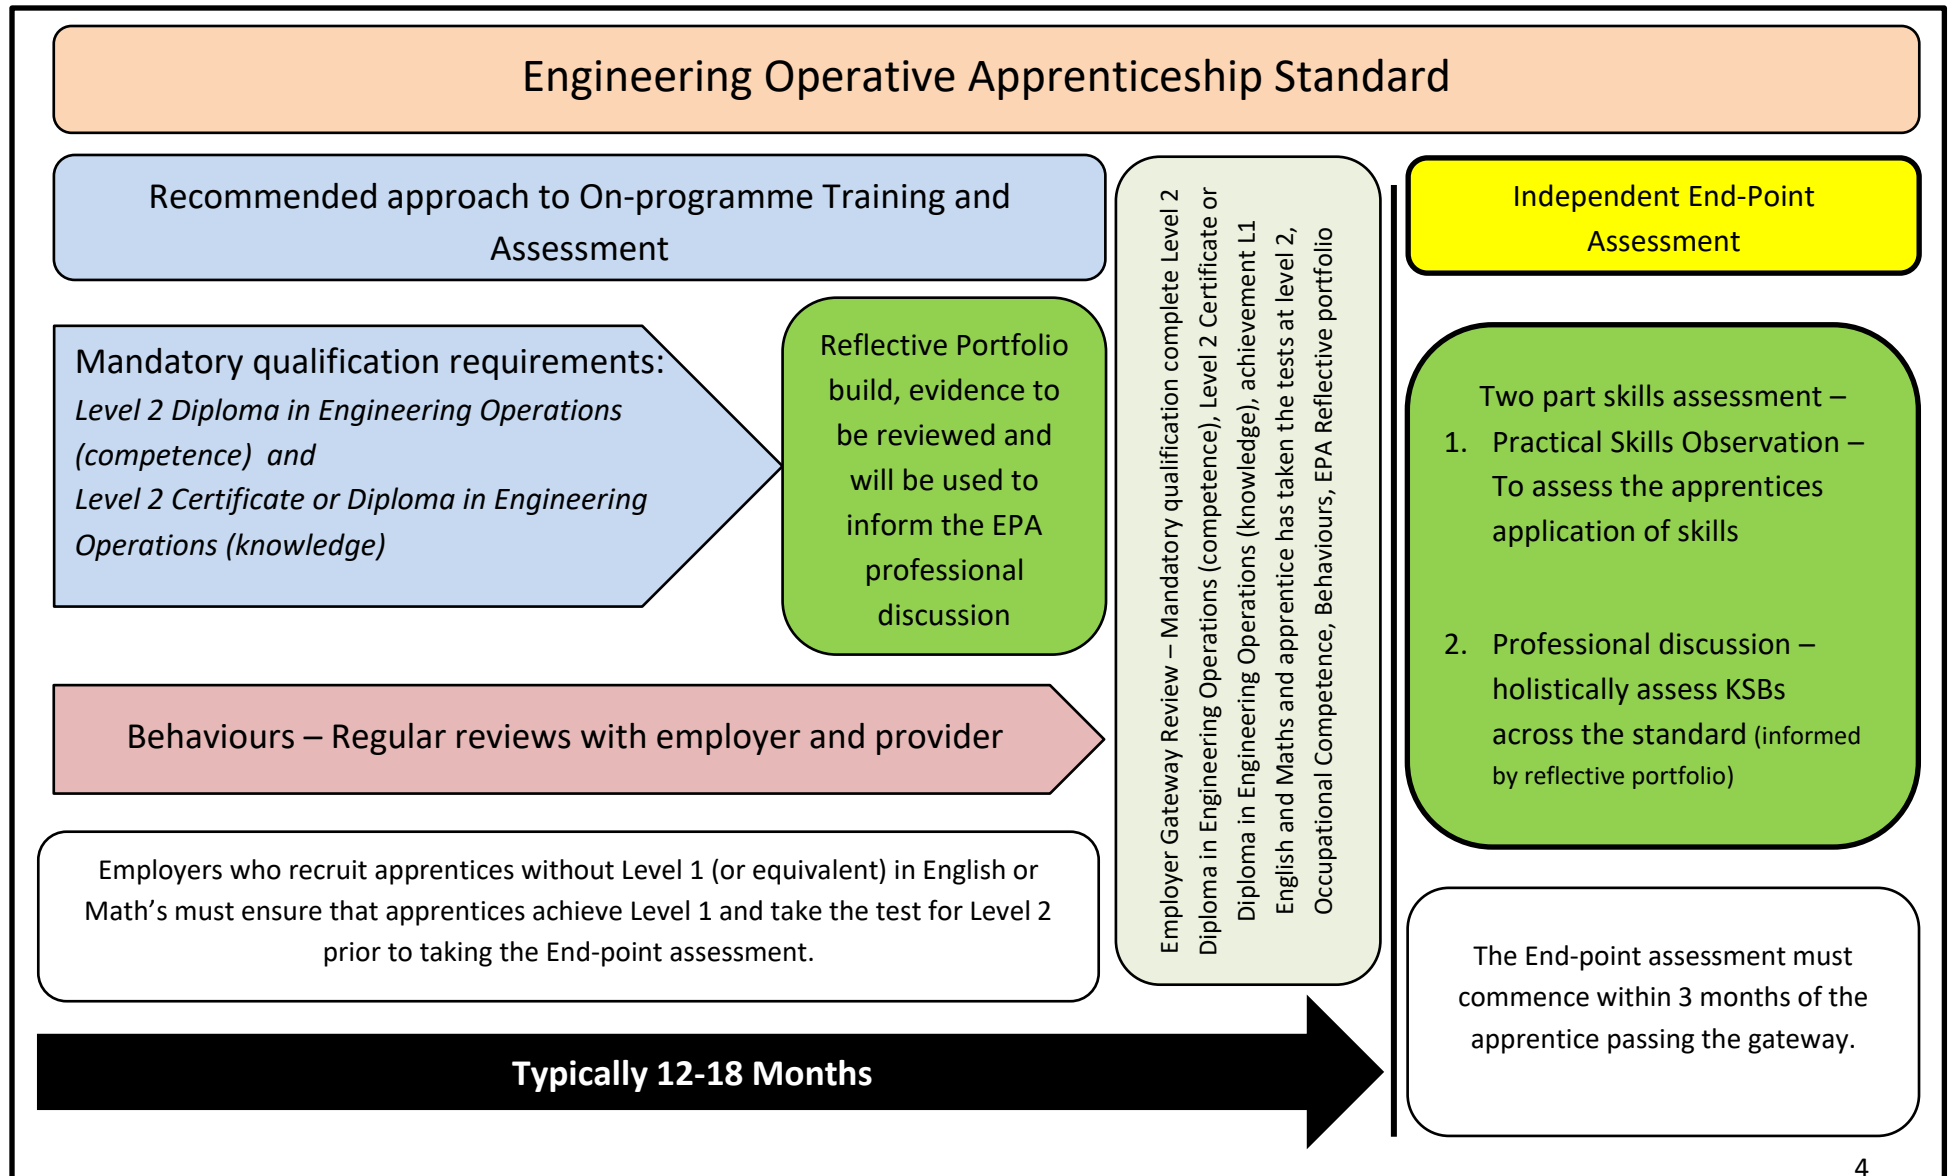 Engineering Operative Apprenticeship Standard
Recommended approach to On-programme Training and
Assessment
Mandatory qualification requirements:
Level 2 Diploma in Engineering Operations
(competence)  and
Level 2 Certificate or Diploma in Engineering
Operations (knowledge)
Reflective Portfolio
build, evidence to
be reviewed and
will be used to
inform the EPA
professional
discussion
Behaviours – Regular reviews with employer and provider
Employers who recruit apprentices without Level 1 (or equivalent) in English or
Math’s must ensure that apprentices achieve Level 1 and take the test for Level 2
prior to taking the End-point assessment.
Typically 12-18 Months
Employer Gateway Review – Mandatory qualification complete Level 2
Diploma in Engineering Operations (competence), Level 2 Certificate or
Diploma in Engineering Operations (knowledge), achievement L1
English and Maths and apprentice has taken the tests at level 2,
Occupational Competence, Behaviours, EPA Reflective portfolio
Independent End-Point
Assessment
Two part skills assessment –
1. Practical Skills Observation –
To assess the apprentices
application of skills
2. Professional discussion –
holistically assess KSBs
across the standard (informed
by reflective portfolio)
The End-point assessment must
commence within 3 months of the
apprentice passing the gateway.
4